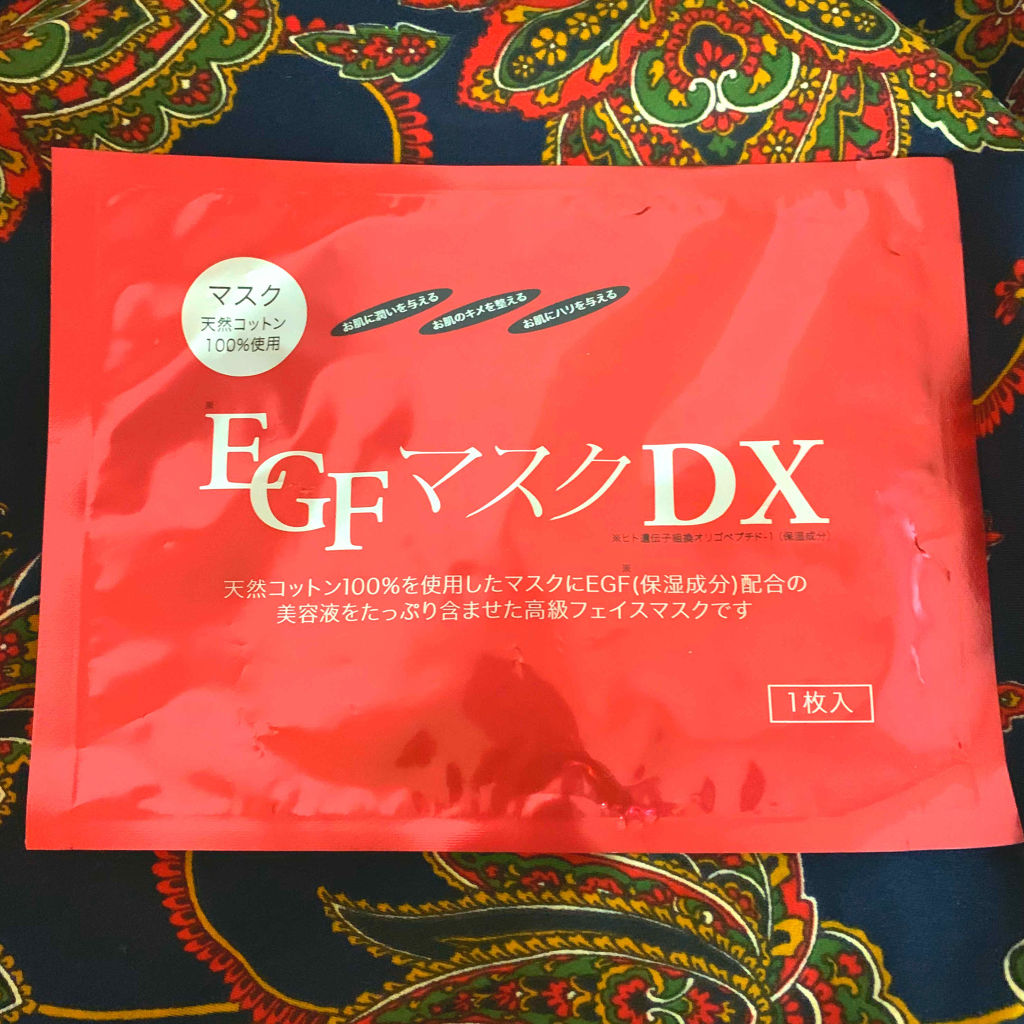 マスク
天然コットン
100%使用
お肌に潤いを与える
お肌のキメを整える
お肌にハリを与える
※
EGFマスクDX
※ヒト遺伝子組換オリゴペプチド-1（保湿成分）
※
天然コットン100%を使用したマスクにEGF(保湿成分)配合の
美容液をたっぷり含ませた高級フェイスマスクです
1枚入